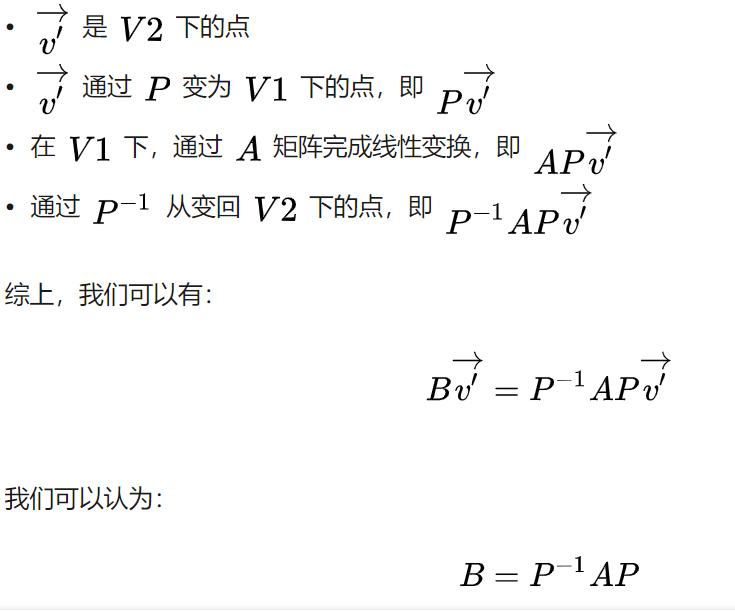 • $\overrightarrow{v'}$ 是 $V2$ 下的点
• $\overrightarrow{v'}$ 通过 $P$ 变为 $V1$ 下的点，即 $P\overrightarrow{v'}$
• 在 $V1$ 下，通过 $A$ 矩阵完成线性变换，即 $AP\overrightarrow{v'}$
• 通过 $P^{-1}$ 从变回 $V2$ 下的点，即 $P^{-1}AP\overrightarrow{v'}$
综上，我们可以有：
$B\overrightarrow{v'} = P^{-1}AP\overrightarrow{v'}$
我们可以认为：
$B = P^{-1}AP$